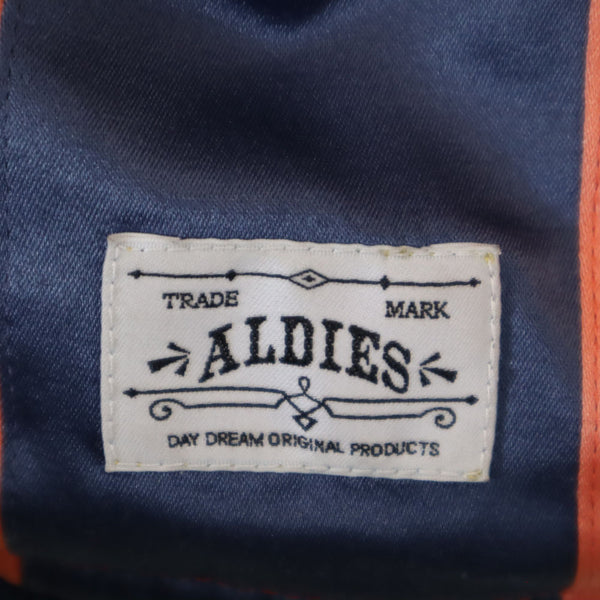 TRADE MARK
ALDIES
DAY DREAM ORIGINAL PRODUCTS